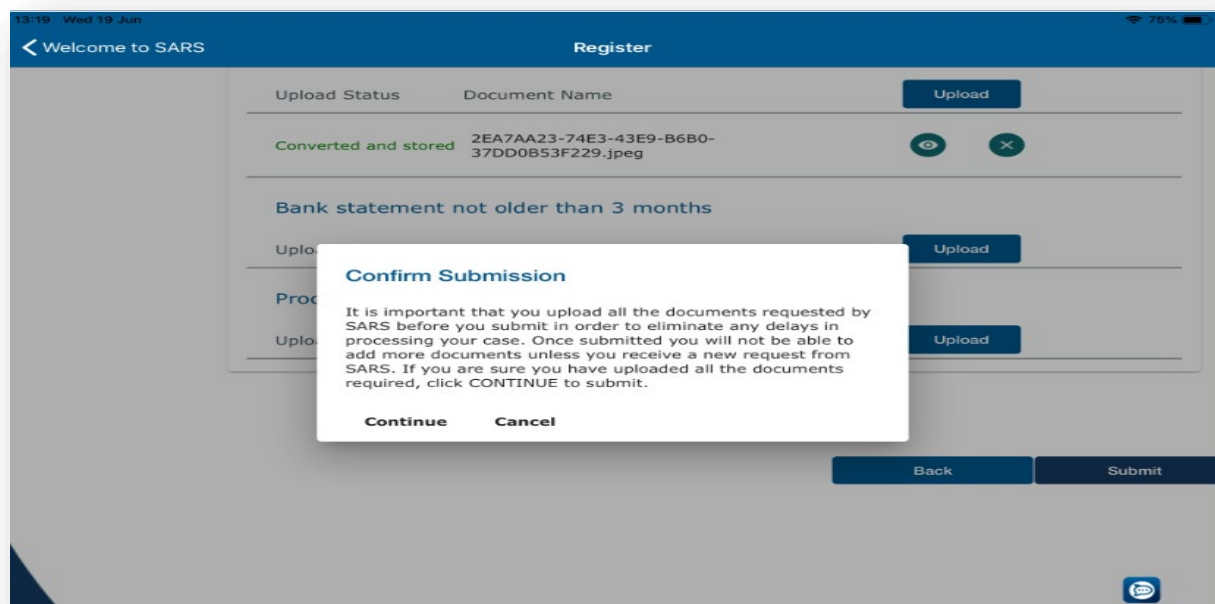 13:19 Wed 19 Jun
75%
Welcome to SARS
Register
Upload Status Document Name Upload
Converted and stored 2EA7AA23-74E3-43E9-B6B0-
37DD0B53F229.jpeg
Bank statement not older than 3 months
Uplo Upload
Confirm Submission
Proo
It is important that you upload all the documents requested by
SARS before you submit in order to eliminate any delays in
Uplo Upload
processing your case. Once submitted you will not be able to
add more documents unless you receive a new request from
SARS. If you are sure you have uploaded all the documents
required, click CONTINUE to submit.
Continue Cancel
Back Submit